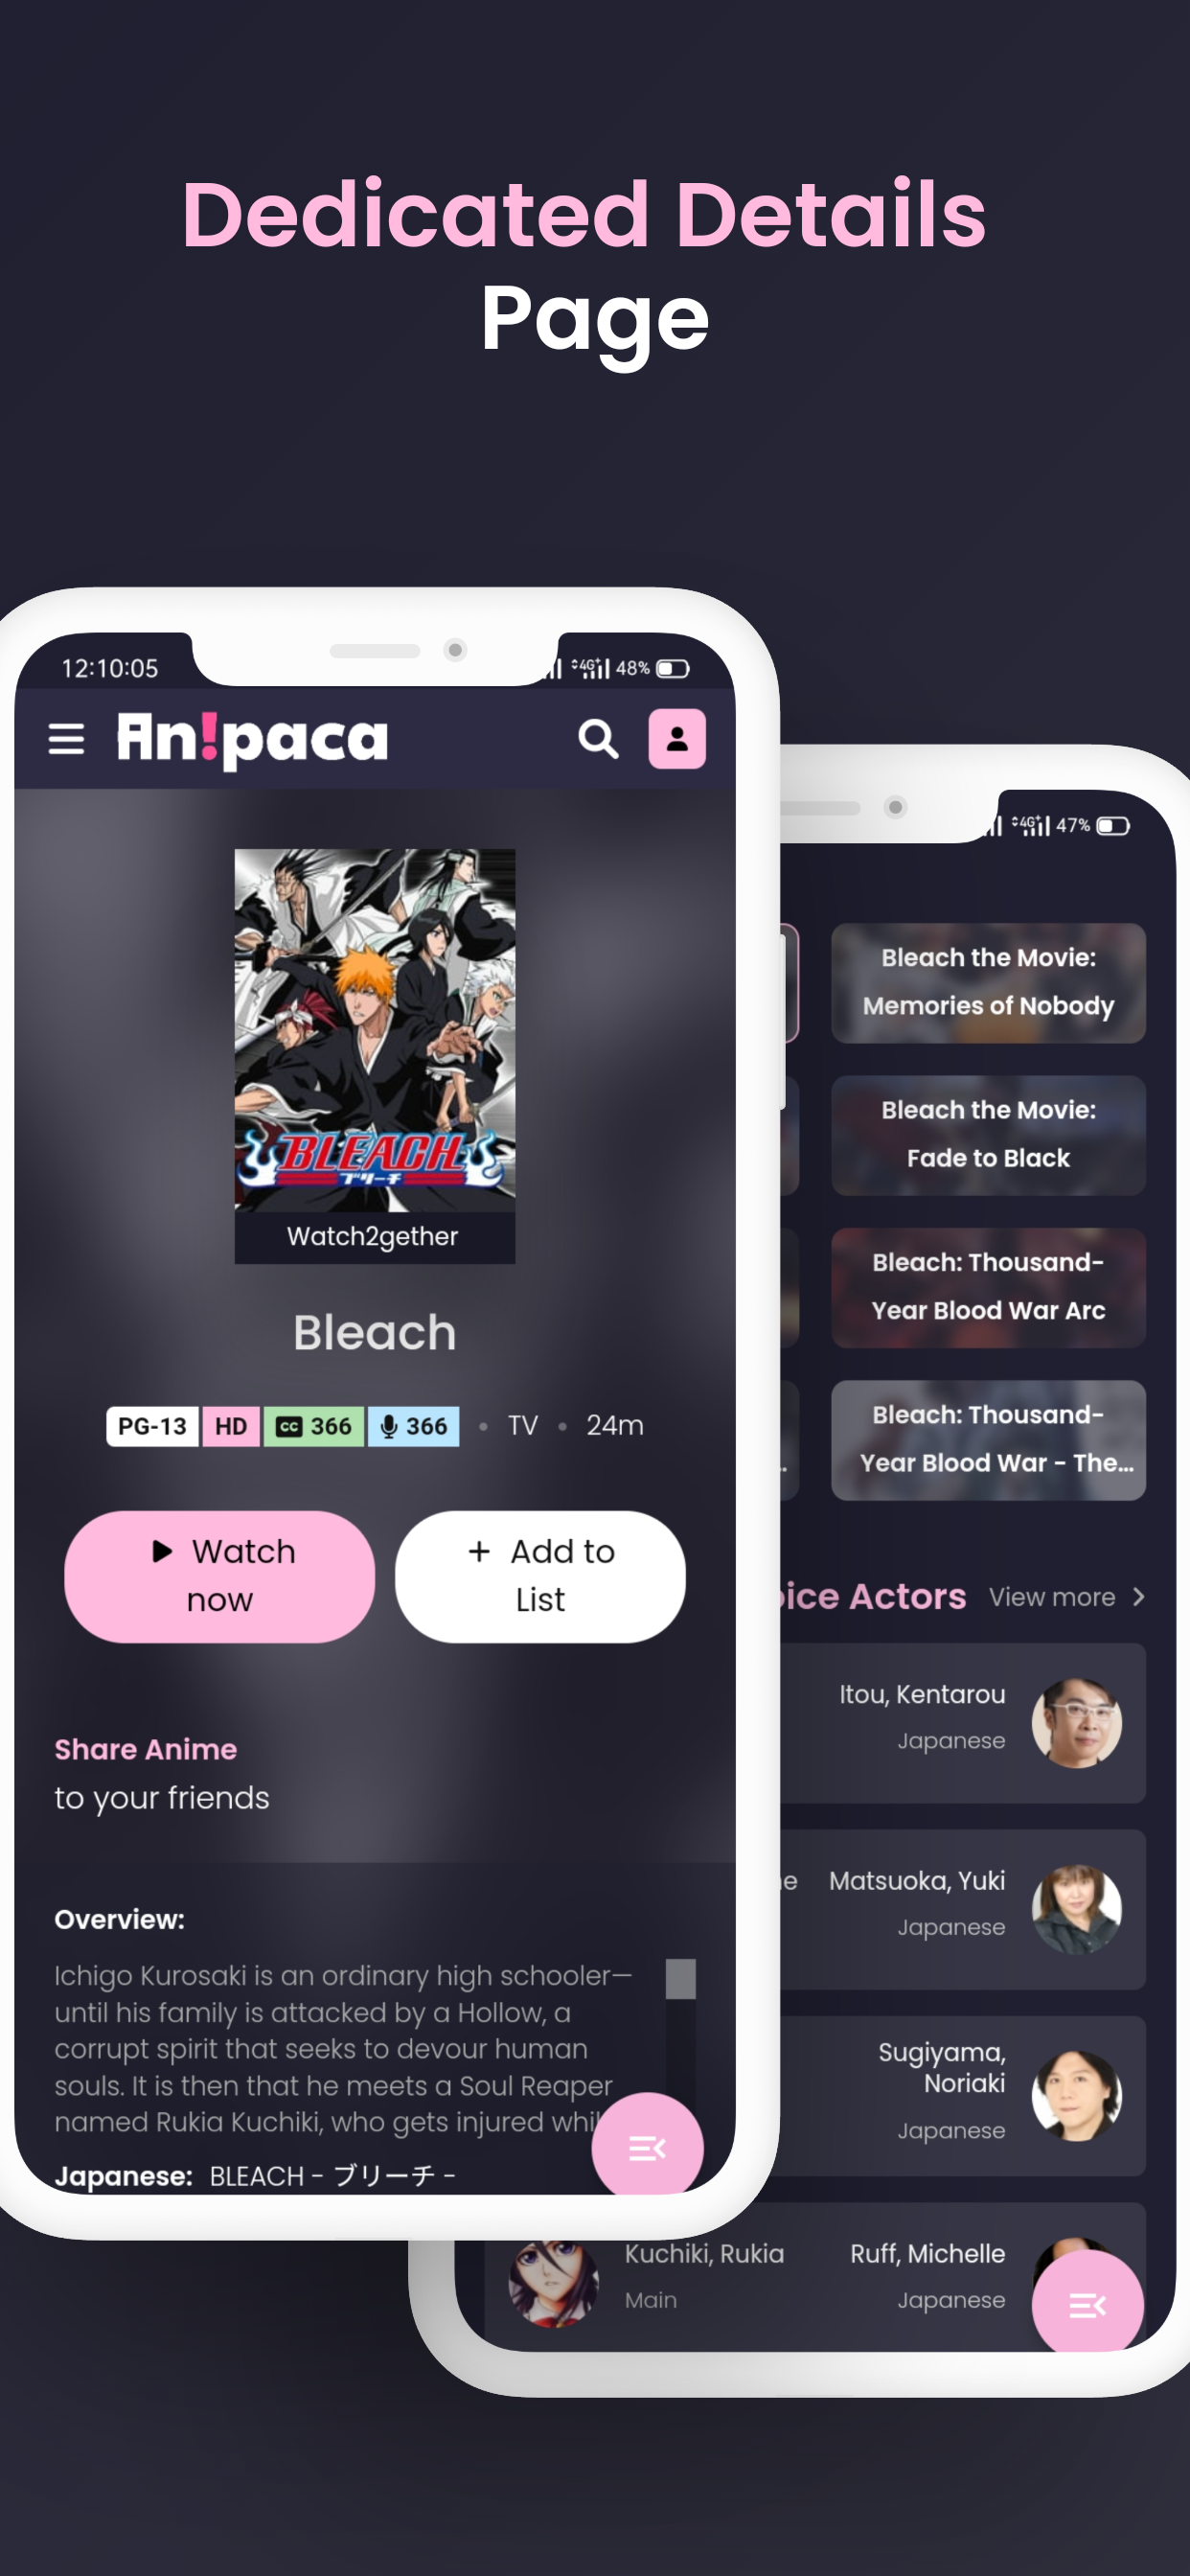 Dedicated Details
Page
12:10:05
4G+ 48%
An!paca
BLEACH
ブリーチ
Watch2gether
Bleach
PG-13 HD CC 366 366 • TV • 24m
Watch
now
Add to
List
Share Anime
to your friends
Overview:
Ichigo Kurosaki is an ordinary high schooler—
until his family is attacked by a Hollow, a
corrupt spirit that seeks to devour human
souls. It is then that he meets a Soul Reaper
named Rukia Kuchiki, who gets injured whil
Japanese: BLEACH - ブリーチ -
4G+ 47%
Bleach the Movie:
Memories of Nobody
Bleach the Movie:
Fade to Black
Bleach: Thousand-
Year Blood War Arc
Bleach: Thousand-
Year Blood War - The...
oice Actors View more
Itou, Kentarou
Japanese
Matsuoka, Yuki
Japanese
Sugiyama,
Noriaki
Japanese
Kuchiki, Rukia Ruff, Michelle
Main Japanese